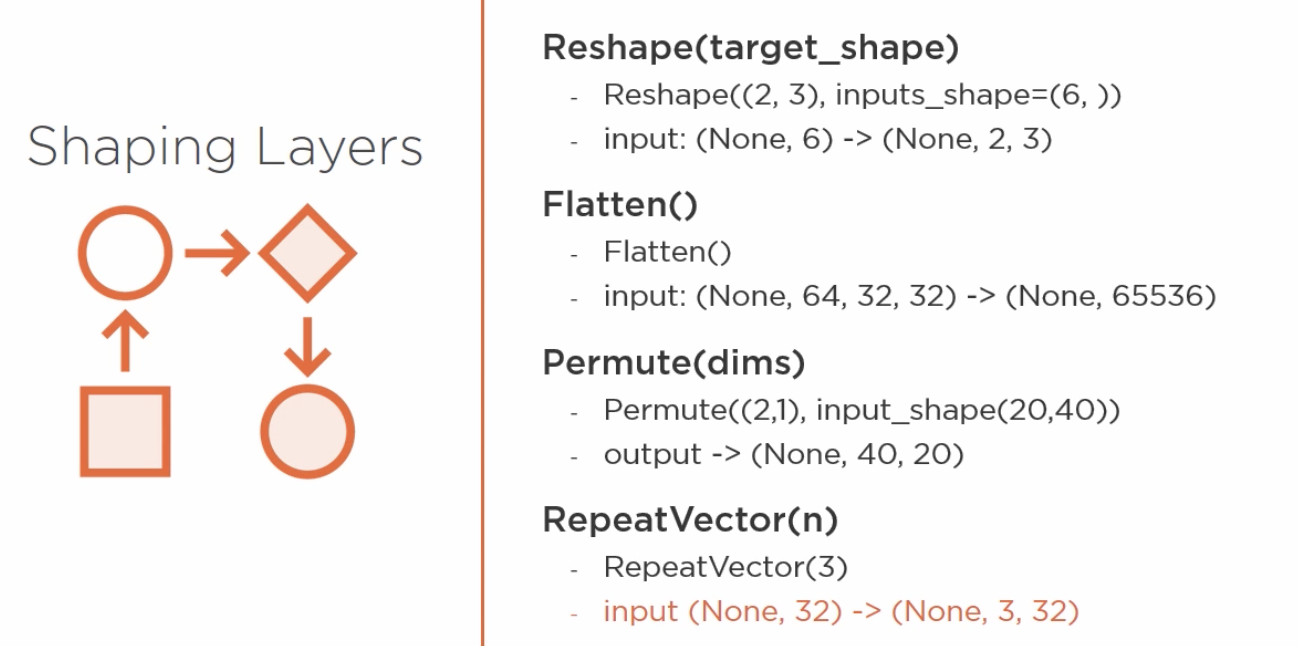 Shaping Layers
Reshape(target_shape)
- Reshape((2, 3), inputs_shape=(6, ))
- input: (None, 6) -> (None, 2, 3)
Flatten()
- Flatten()
- input: (None, 64, 32, 32) -> (None, 65536)
Permute(dims)
- Permute((2,1), input_shape(20,40))
- output -> (None, 40, 20)
RepeatVector(n)
- RepeatVector(3)
- input (None, 32) -> (None, 3, 32)